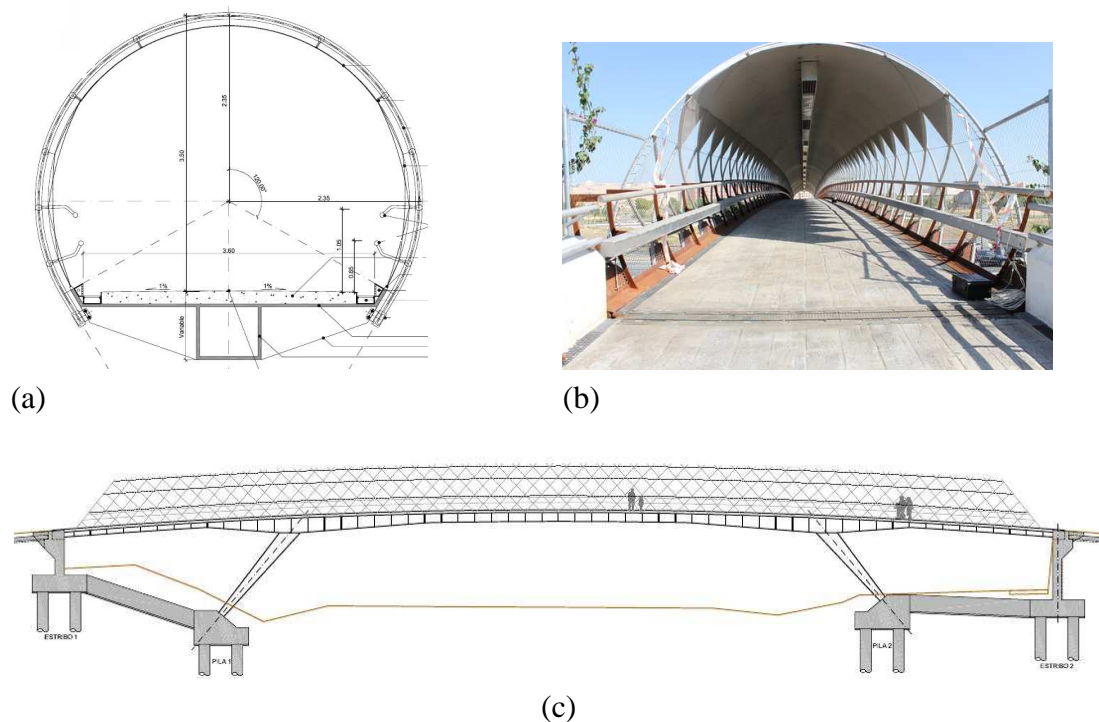 3.50
2.35
120.00°
2.35
1.05
3.60
0.65
1%
1%
Variable
(a)
(b)
ESTRIBO 1
PILA 1
PILA 2
ESTRIBO 2
(c)